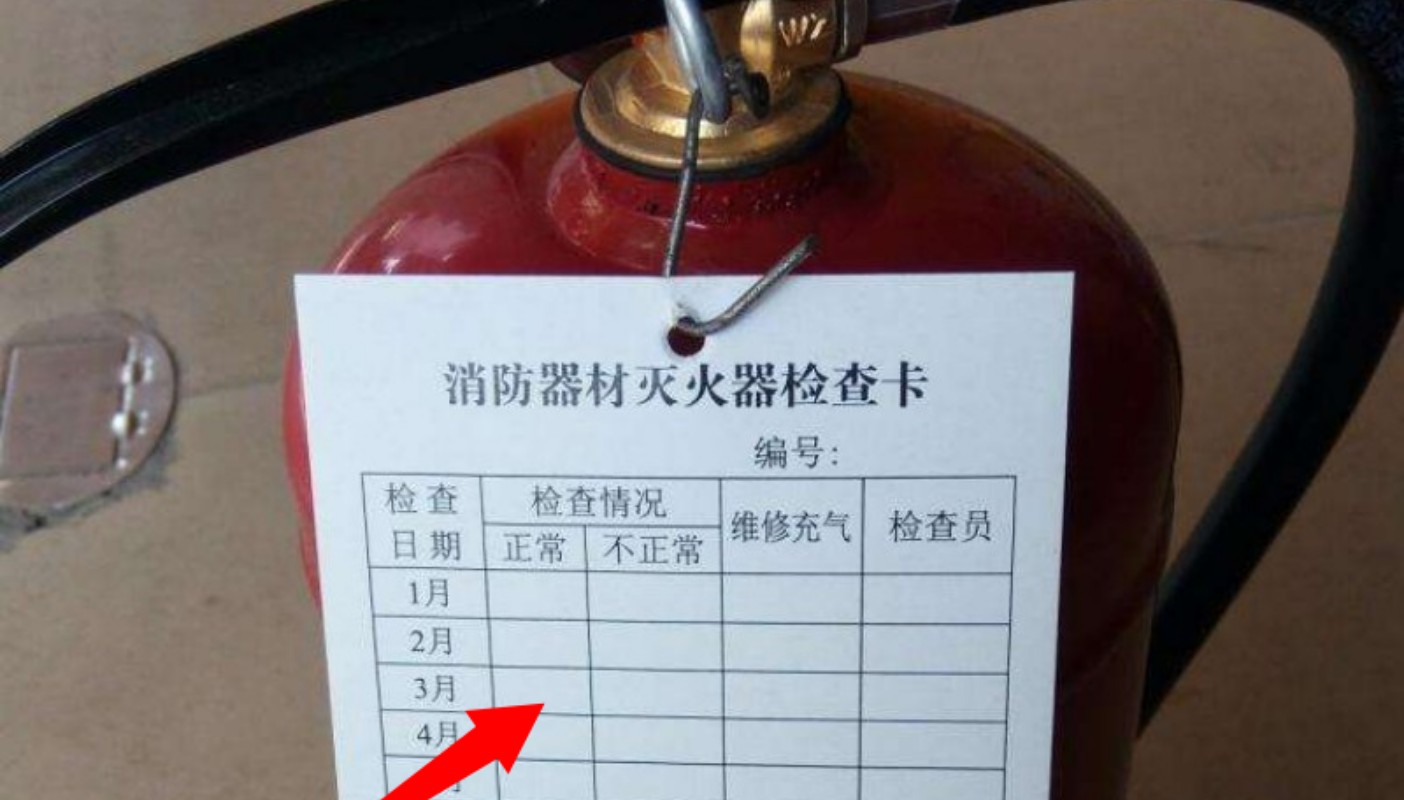 WY
消防器材灭火器检查卡
编号:
检查日期 检查情况 维修充气 检查员
正常 不正常
1月
2月
3月
4月
月